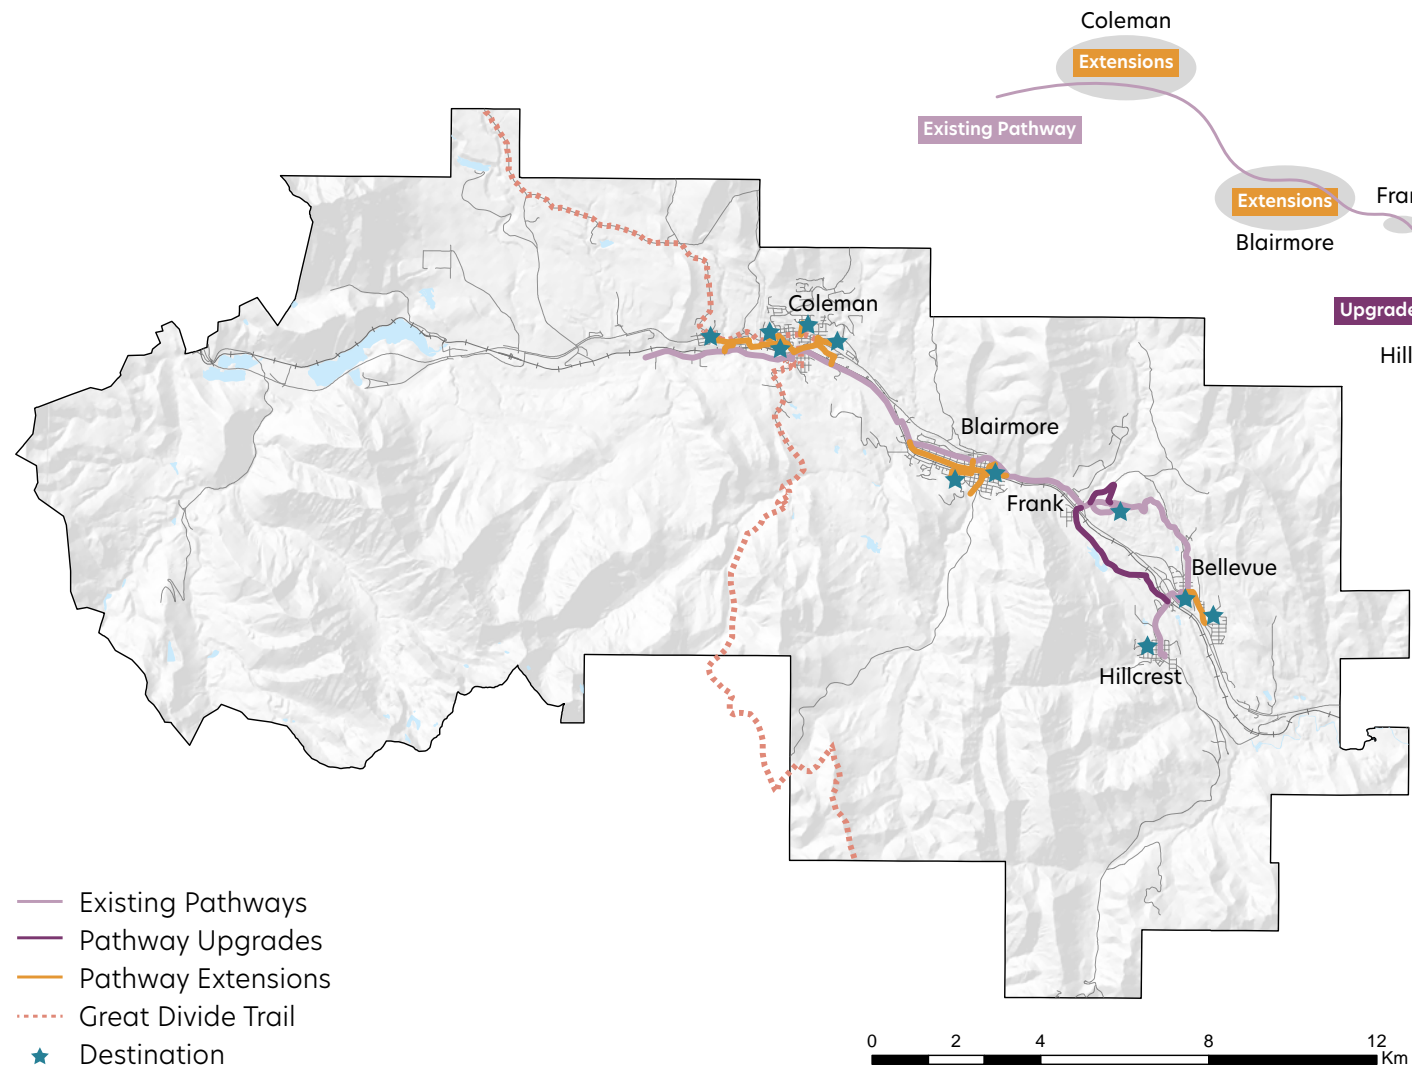 Coleman
Extensions
Existing Pathway
Extensions
Blairmore
Coleman
Blairmore
Frank
Bellevue
Hillcrest
Existing Pathways
Pathway Upgrades
Pathway Extensions
Great Divide Trail
Destination
0 2 4 8 12
Km